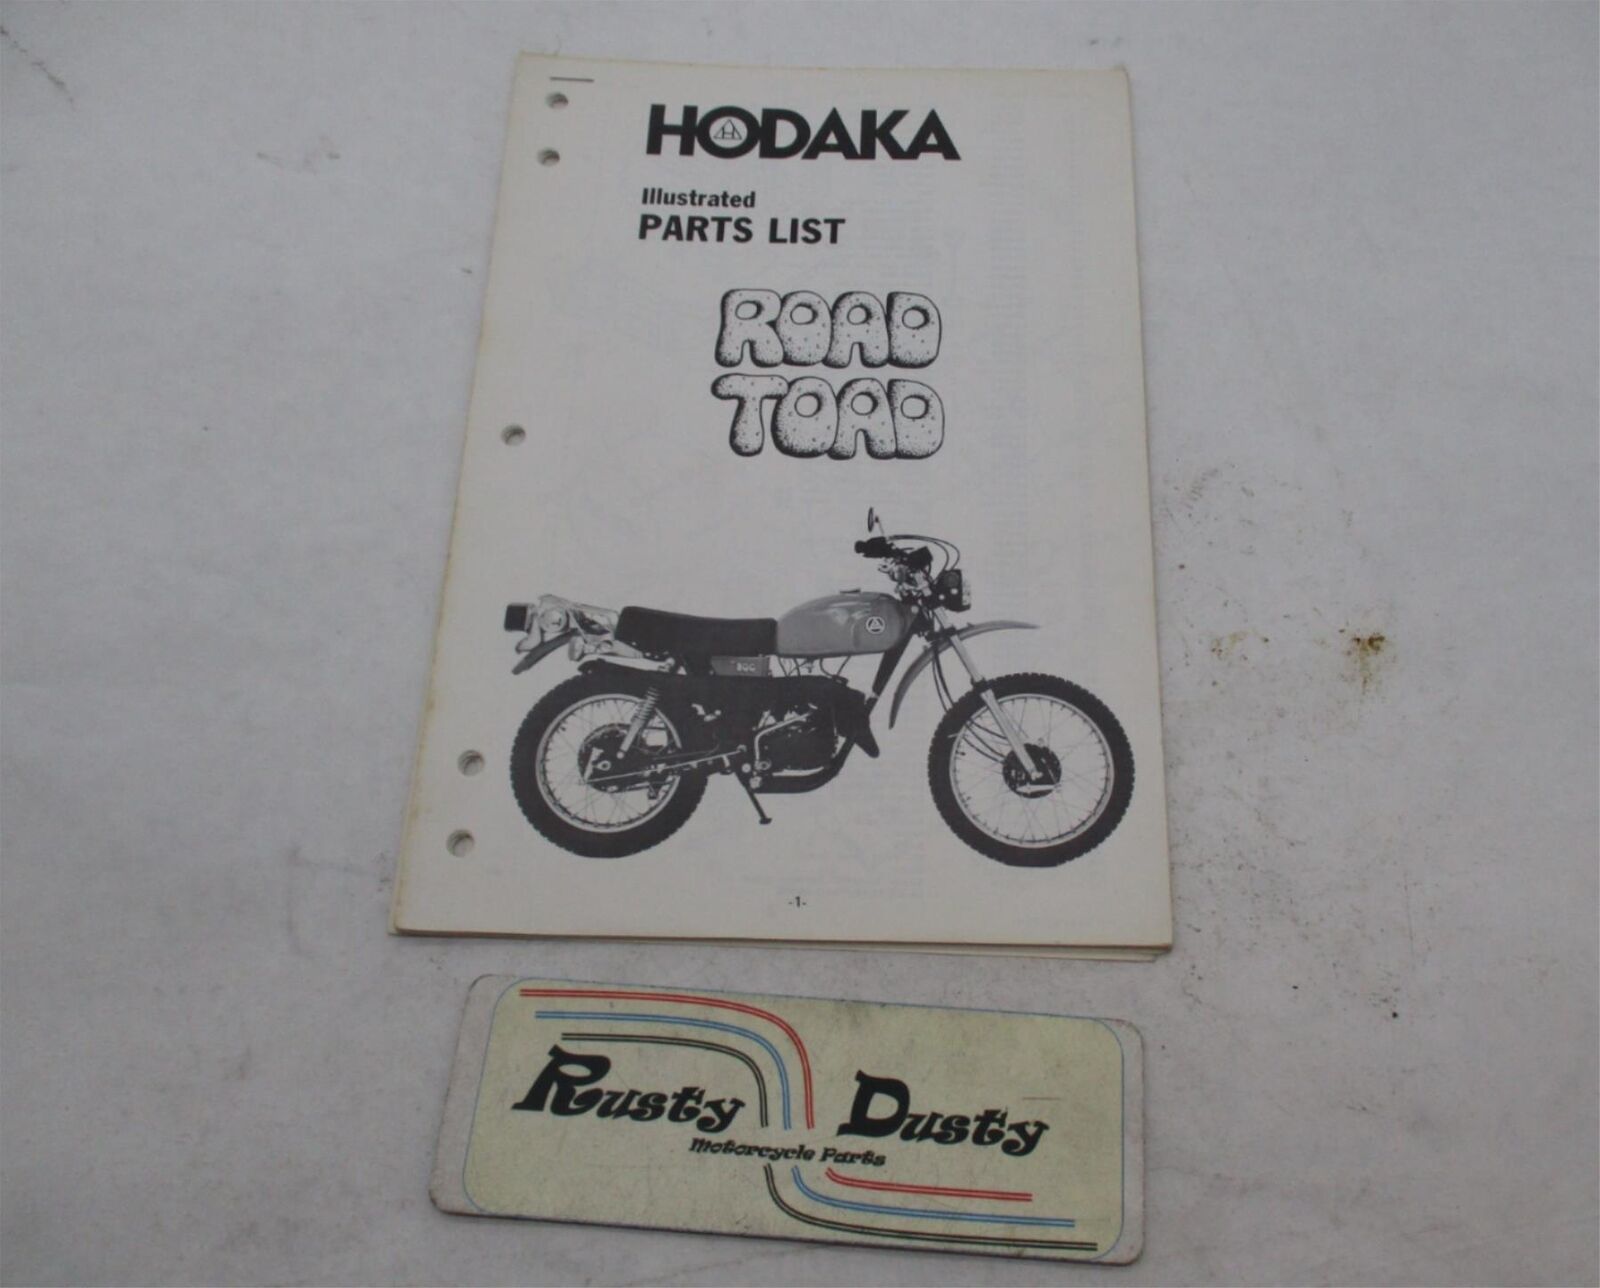 HODAKA
Illustrated
PARTS LIST
ROAD
TOAD
-1-
Rusty Dusty
Motorcycle Parts